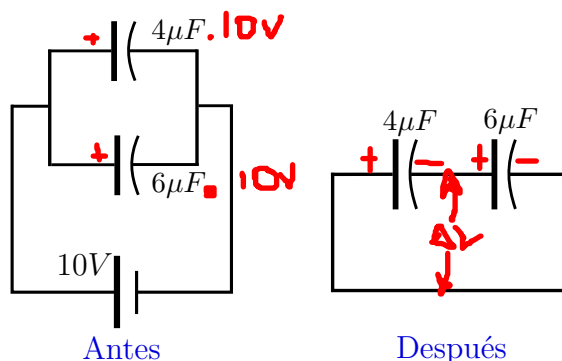 + 4μF .10V
+
6μF . 10V
10V
Antes
4μF 6μF
+ − + −
ΔV
Después